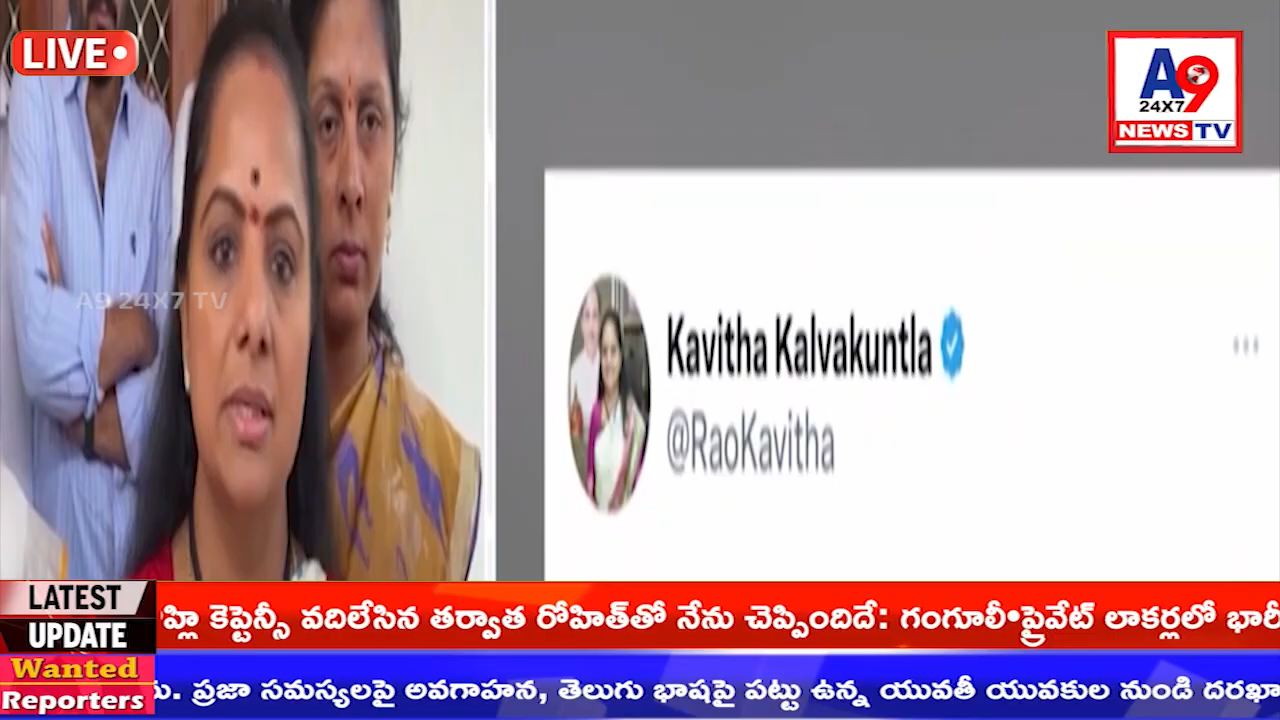 LIVE
A9
24X7
NEWS TV
A9 24X7 TV
Kavitha Kalvakuntla
@RaoKavitha
LATEST
UPDATE
కెప్టెన్సీ వదిలేసిన తర్వాత రోహిత్‌తో నేను చెప్పిందిదే: గంగూలీ•ప్రైవేట్ లాకర్లలో భారీ
Wanted
Reporters
ప్రజా సమస్యలపై అవగాహన, తెలుగు భాషపై పట్టు ఉన్న యువతీ యువకుల నుండి